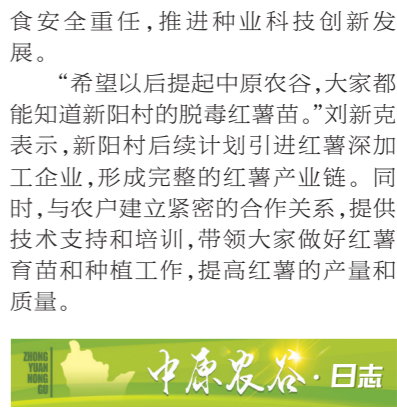 食安全重任,推进种业科技创新发
展。
“希望以后提起中原农谷,大家都
能知道新阳村的脱毒红薯苗。”刘新克
表示,新阳村后续计划引进红薯深加
工企业,形成完整的红薯产业链。同
时,与农户建立紧密的合作关系,提供
技术支持和培训,带领大家做好红薯
育苗和种植工作,提高红薯的产量和
质量。
ZHONG
YUAN
NONG
GU
中原农谷·日志